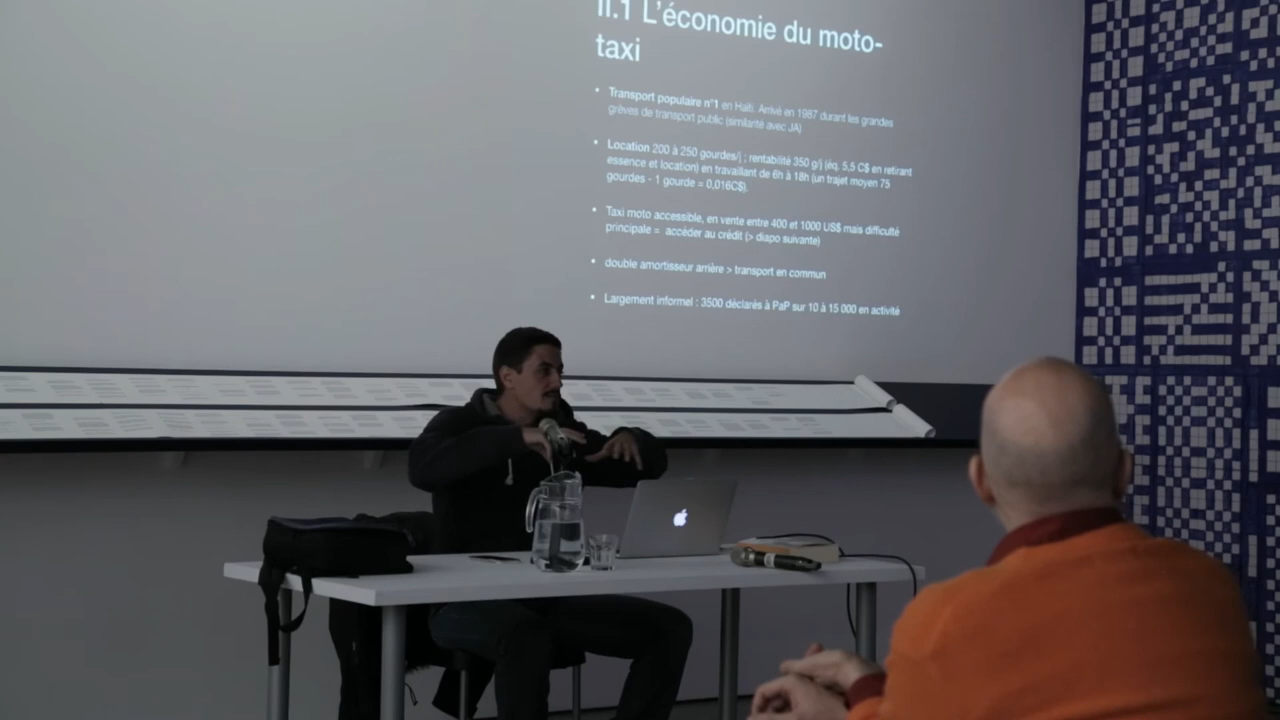 II.1 L'économie du moto-
taxi
• Transport populaire n°1 en Haïti. Arrivé en 1987 durant les grandes
grèves de transport public (similarité avec JA)
• Location 200 à 250 gourdes/j ; rentabilité 350 g/j (éq. 5,5 C$ en retirant
essence et location) en travaillant de 6h à 18h (un trajet moyen 75
gourdes - 1 gourde = 0,016C$).
• Taxi moto accessible, en vente entre 400 et 1000 US$ mais difficulté
principale = accéder au crédit (> diapo suivante)
• double amortisseur arrière > transport en commun
• Largement informel : 3500 déclarés à PaP sur 10 à 15 000 en activité